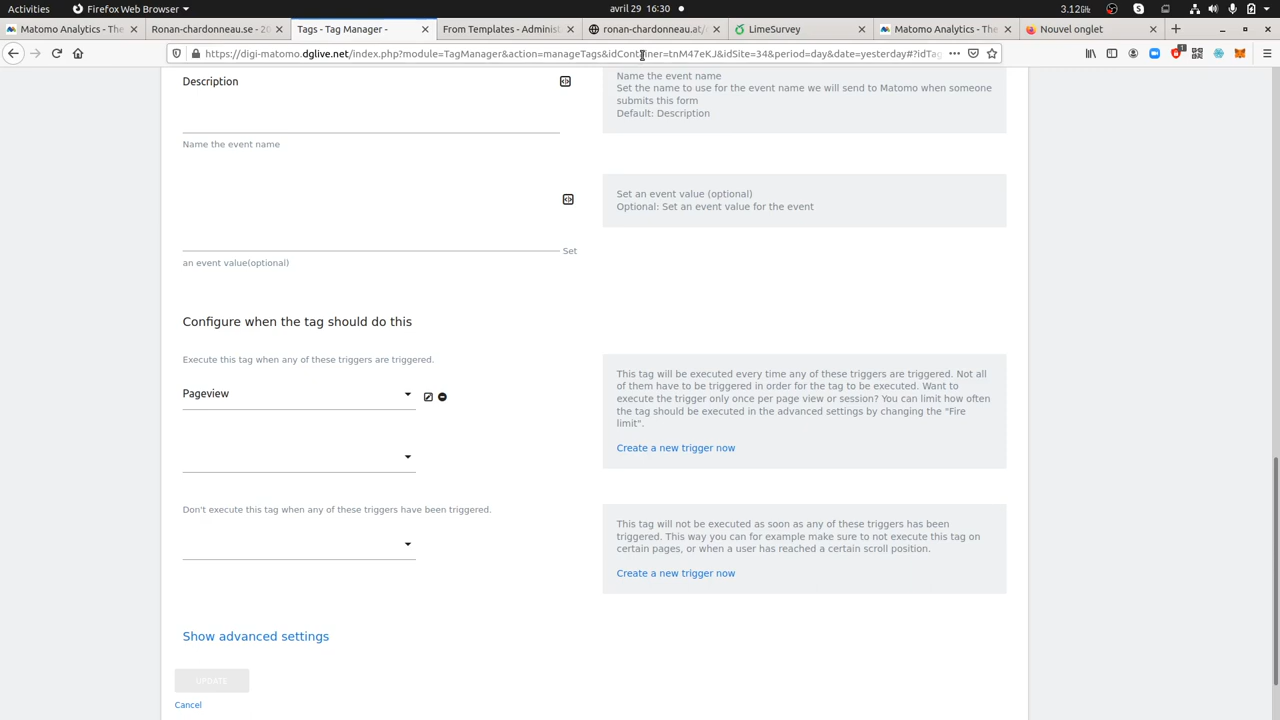 Activities
Firefox Web Browser
avril 29 16:30
3.12GHz
Matomo Analytics - The
Ronan-chardonneau.se - 20
Tags - Tag Manager -
From Templates - Administ
ronan-chardonneau.at/
LimeSurvey
Matomo Analytics - The
Nouvel onglet
https://digi-matomo.dglive.net/index.php?module=TagManager&action=manageTags&idContainer=tnM47eKJ&idSite=34&period=day&date=yesterday#?idTag
Description
Name the event name
Name the event name
Set the name to use for the event name we will send to Matomo when someone
submits this form
Default: Description
Set
an event value(optional)
Set an event value (optional)
Optional: Set an event value for the event
Configure when the tag should do this
Execute this tag when any of these triggers are triggered.
Pageview
This tag will be executed every time any of these triggers are triggered. Not all
of them have to be triggered in order for the tag to be executed. Want to
execute the trigger only once per page view or session? You can limit how often
the tag should be executed in the advanced settings by changing the "Fire
limit".
Create a new trigger now
Don't execute this tag when any of these triggers have been triggered.
This tag will not be executed as soon as any of these triggers has been
triggered. This way you can for example make sure to not execute this tag on
certain pages, or when a user has reached a certain scroll position.
Create a new trigger now
Show advanced settings
UPDATE
Cancel